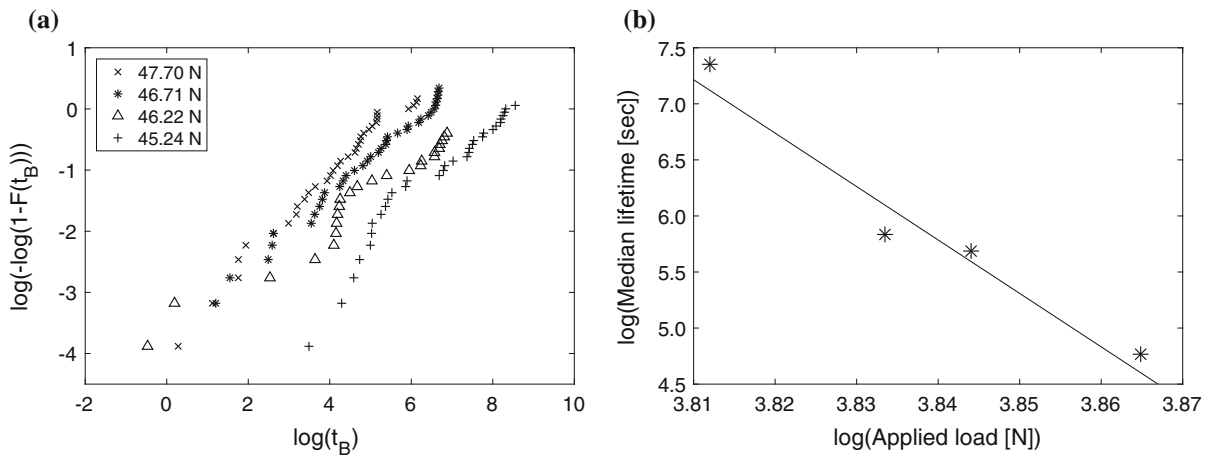 (a)
1
0
-1
-2
-3
-4
-2
0
2
4
6
8
10
log(-log(1-F(t_B)))
log(t_B)
× 47.70 N
* 46.71 N
△ 46.22 N
+ 45.24 N
(b)
7.5
7.0
6.5
6.0
5.5
5.0
4.5
3.81
3.82
3.83
3.84
3.85
3.86
3.87
log(Median lifetime [sec])
log(Applied load [N])